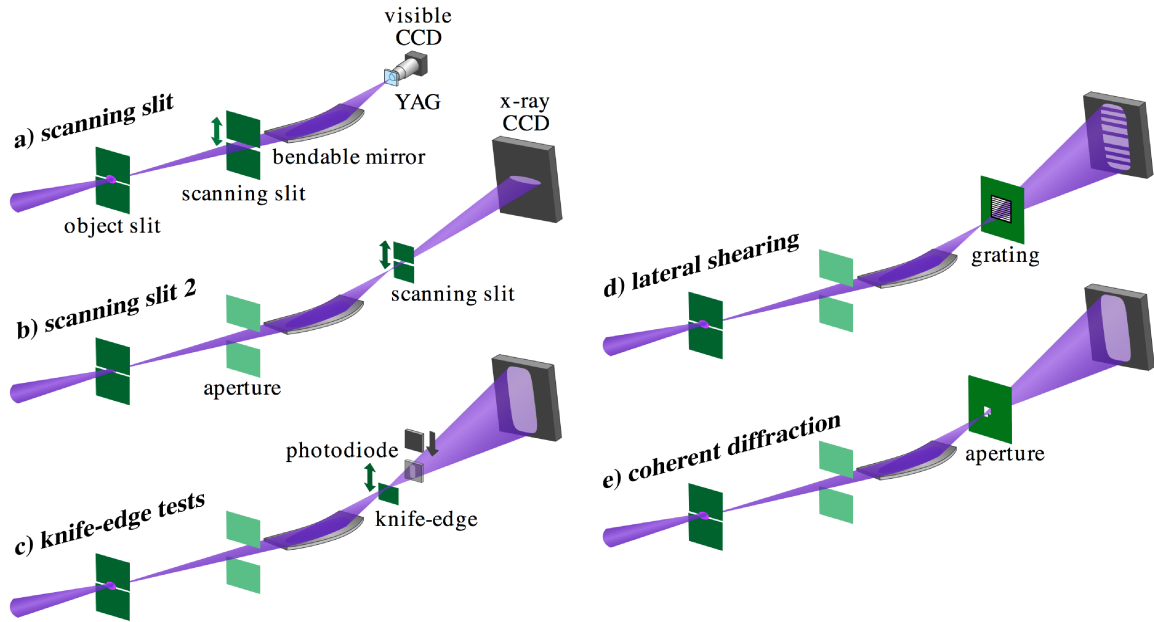 a) scanning slit
visible
CCD
YAG
bendable mirror
scanning slit
object slit
x-ray
CCD
b) scanning slit 2
scanning slit
aperture
c) knife-edge tests
photodiode
knife-edge
d) lateral shearing
grating
e) coherent diffraction
aperture